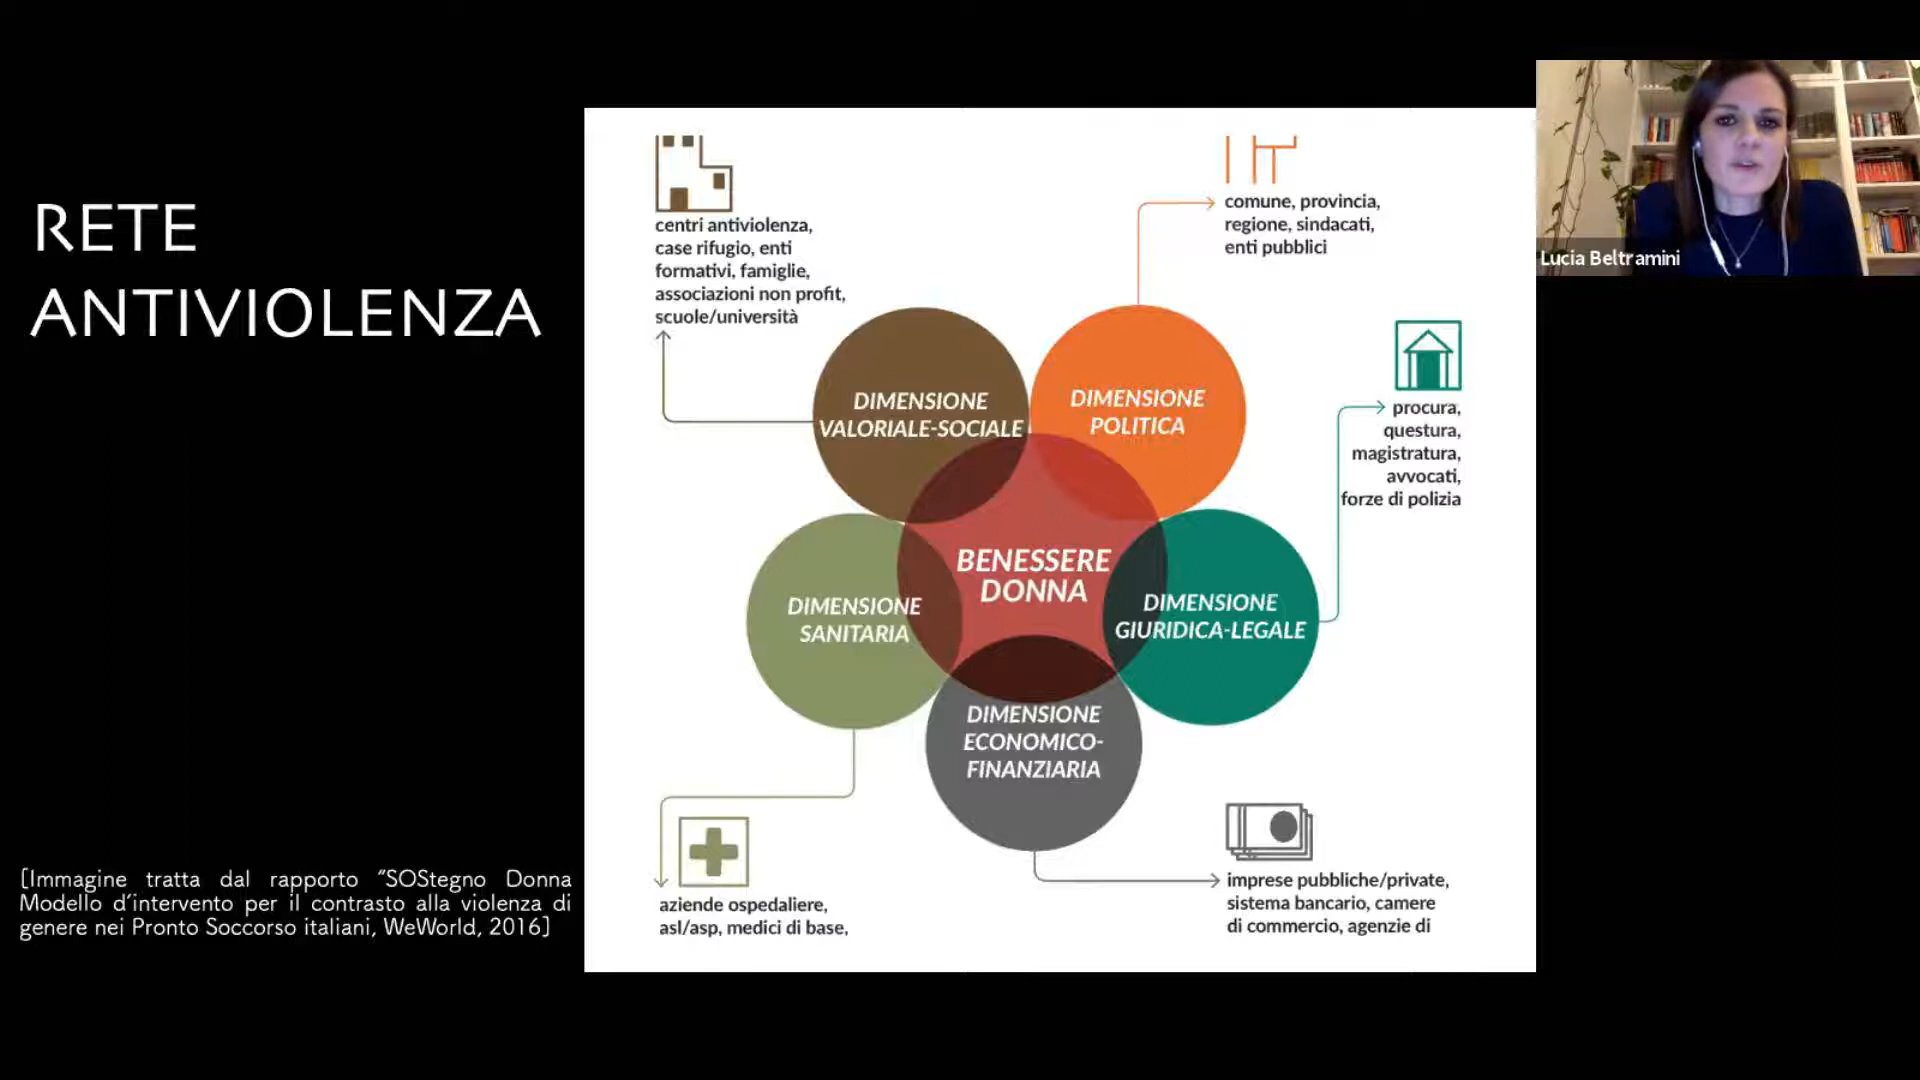 RETE
ANTIVIOLENZA
[Immagine tratta dal rapporto “SOStegno Donna
Modello d’intervento per il contrasto alla violenza di
genere nei Pronto Soccorso italiani, WeWorld, 2016]
centri antiviolenza,
case rifugio, enti
formativi, famiglie,
associazioni non profit,
scuole/università
comune, provincia,
regione, sindacati,
enti pubblici
procura,
questura,
magistratura,
avvocati,
forze di polizia
DIMENSIONE
VALORIALE-SOCIALE
DIMENSIONE
POLITICA
BENESSERE
DONNA
DIMENSIONE
SANITARIA
DIMENSIONE
GIURIDICA-LEGALE
DIMENSIONE
ECONOMICO-
FINANZIARIA
aziende ospedaliere,
asl/asp, medici di base,
imprese pubbliche/private,
sistema bancario, camere
di commercio, agenzie di
Lucia Beltramini